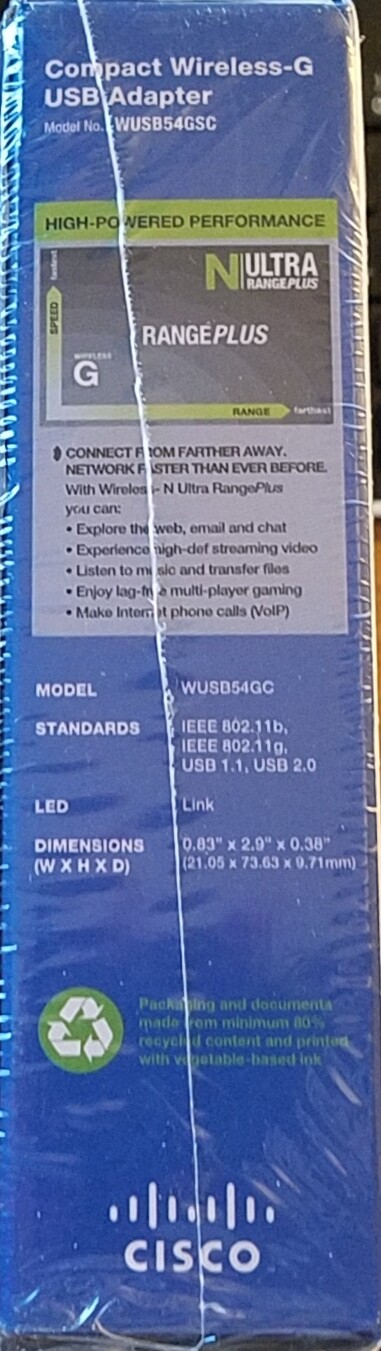 Compact Wireless-G
USB Adapter
Model No. WUSB54GSC
HIGH-POWERED PERFORMANCE
fastest
SPEED
N ULTRA
RANGEPLUS
RANGEPLUS
WIRELESS
G
RANGE
farthest
CONNECT FROM FARTHER AWAY.
NETWORK FASTER THAN EVER BEFORE.
With Wireless - N Ultra RangePlus
you can:
• Explore the web, email and chat
• Experience high-def streaming video
• Listen to music and transfer files
• Enjoy lag-free multi-player gaming
• Make Internet phone calls (VoIP)
MODEL WUSB54GC
STANDARDS IEEE 802.11b,
IEEE 802.11g,
USB 1.1, USB 2.0
LED Link
DIMENSIONS 0.83" x 2.9" x 0.38"
(W X H X D) (21.05 x 73.63 x 9.71mm)
Packaging and documents
made from minimum 80%
recycled content and printed
with vegetable-based ink
CISCO